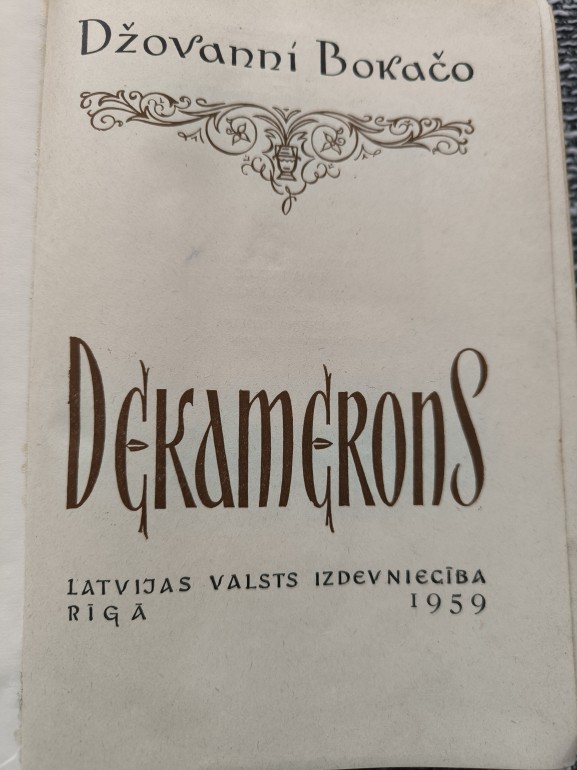 Džovanni Bokačo
DEKAMERONS
LATVIJAS VALSTS IZDEVNIECĪBA
RĪGĀ 1959